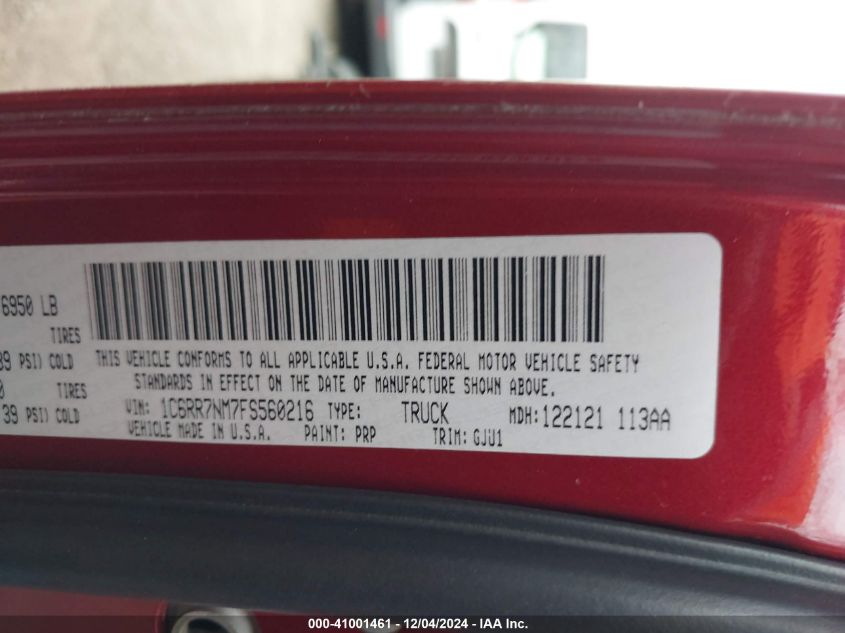 6950 LB
TIRES
39 PSI) COLD
0 TIRES
39 PSI) COLD
THIS VEHICLE CONFORMS TO ALL APPLICABLE U.S.A. FEDERAL MOTOR VEHICLE SAFETY
STANDARDS IN EFFECT ON THE DATE OF MANUFACTURE SHOWN ABOVE.
VIN: 1C6RR7NM7FS560216 TYPE: TRUCK MDH:122121 113AA
VEHICLE MADE IN U.S.A. PAINT: PRP TRIM: GJU1
000-41001461 - 12/04/2024 - IAA Inc.